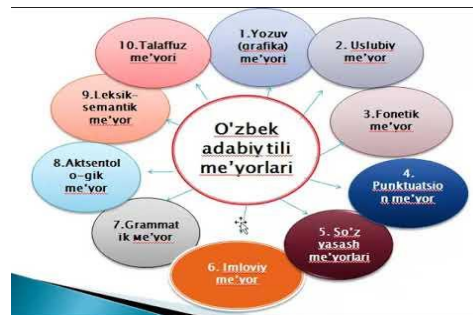 O'zbek
adabiy tili
me'yorlari
1.Yozuv
(grafika)
me'yori
2. Uslubiy
me'yor
3.Fonetik
me'yor
4.
Punktuatsio
n me'yor
5. So'z
yasash
me'yorlari
6. Imloviy
me'yor
7.Grammat
ik ме'yor
8.Aktsentol
o-gik
me'yor
9.Leksik-
semantik
me'yor
10.Talaffuz
me'yori